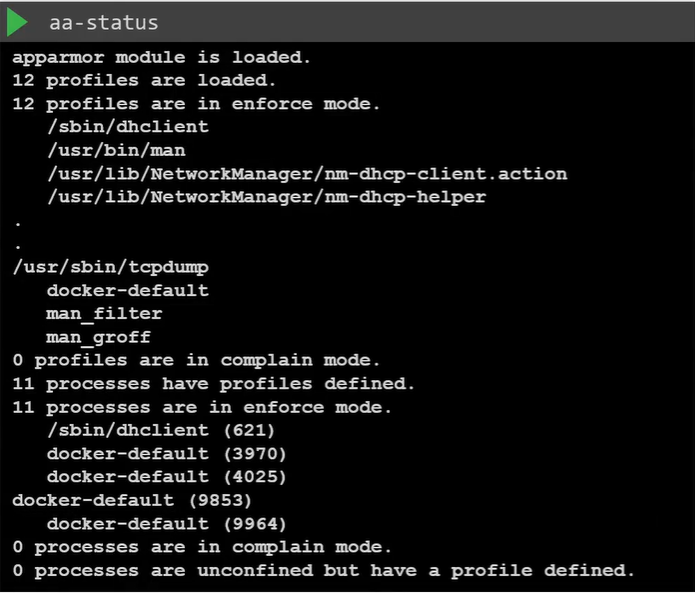 aa-status
apparmor module is loaded.
12 profiles are loaded.
12 profiles are in enforce mode.
/sbin/dhclient
/usr/bin/man
/usr/lib/NetworkManager/nm-dhcp-client.action
/usr/lib/NetworkManager/nm-dhcp-helper
.
.
/usr/sbin/tcpdump
docker-default
man_filter
man_groff
0 profiles are in complain mode.
11 processes have profiles defined.
11 processes are in enforce mode.
/sbin/dhclient (621)
docker-default (3970)
docker-default (4025)
docker-default (9853)
docker-default (9964)
0 processes are in complain mode.
0 processes are unconfined but have a profile defined.